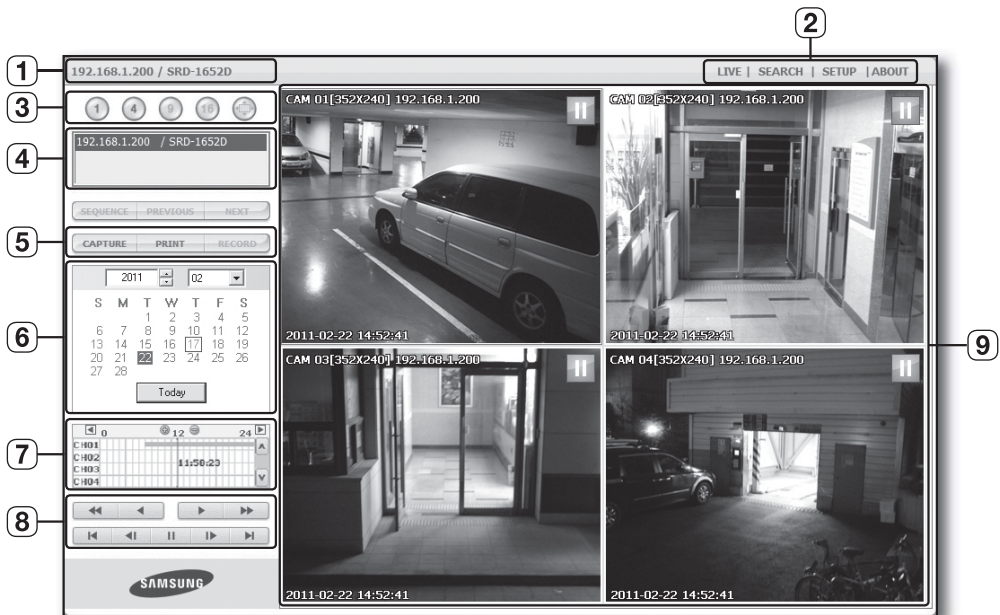 2
1
192.168.1.200 / SRD-1652D
LIVE | SEARCH | SETUP | ABOUT
3
1 4 9 16
4
192.168.1.200 / SRD-1652D
SEQUENCE PREVIOUS NEXT
5
CAPTURE PRINT RECORD
6
2011 02
S M T W T F S
1 2 3 4 5
6 7 8 9 10 11 12
13 14 15 16 17 18 19
20 21 22 23 24 25 26
27 28
Today
7
0 12 24
CH01
CH02
11:50:23
CH03
CH04
8
SAMSUNG
CAM 01[352X240] 192.168.1.200
2011-02-22 14:52:41
CAM 02[352X240] 192.168.1.200
2011-02-22 14:52:41
CAM 03[352X240] 192.168.1.200
2011-02-22 14:52:41
CAM 04[352X240] 192.168.1.200
2011-02-22 14:52:41
9